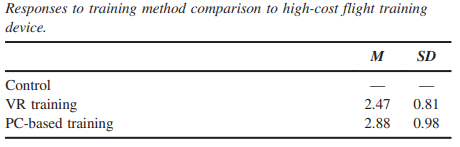 Responses to training method comparison to high-cost flight training
device.
M SD
Control — —
VR training 2.47 0.81
PC-based training 2.88 0.98